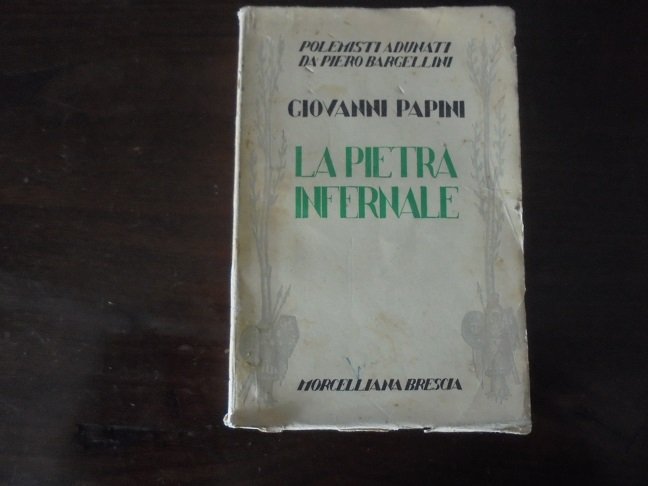 POLEMISTI ADUNATI
DA PIERO BARGELLINI
GIOVANNI PAPINI
LA PIETRA
INFERNALE
MORCELLIANA BRESCIA